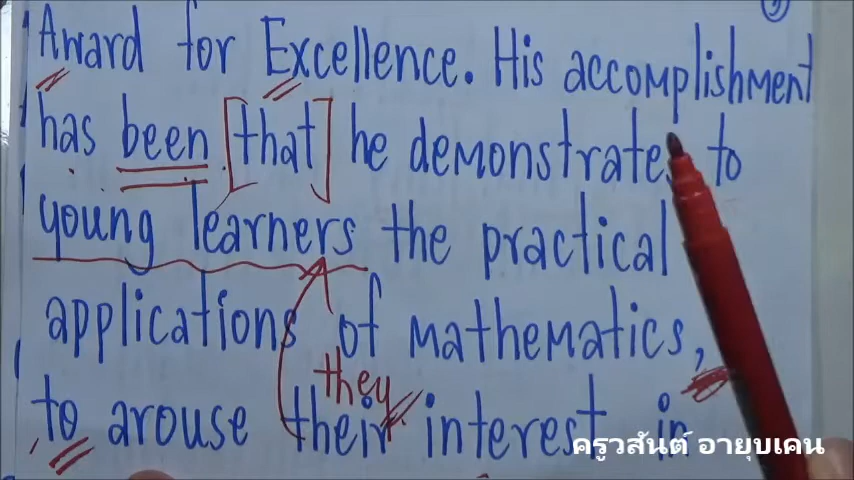 Award for Excellence. His accomplishment
has been [that] he demonstrates to
young learners the practical
applications of mathematics,
they
to arouse their interest in
ครูวสันต์ อายุบเคน